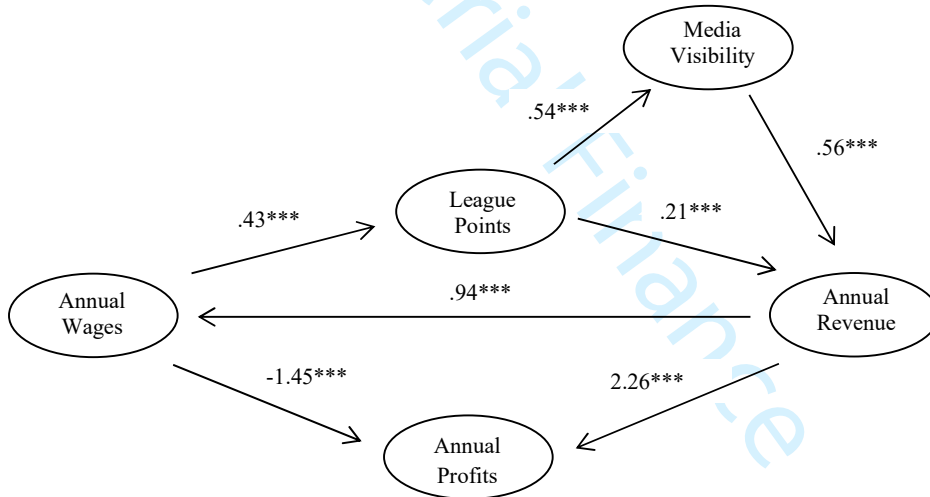 Media
Visibility
.54***
.56***
League
Points
.43***
.21***
Annual
Wages
.94***
Annual
Revenue
-1.45***
2.26***
Annual
Profits
Finance